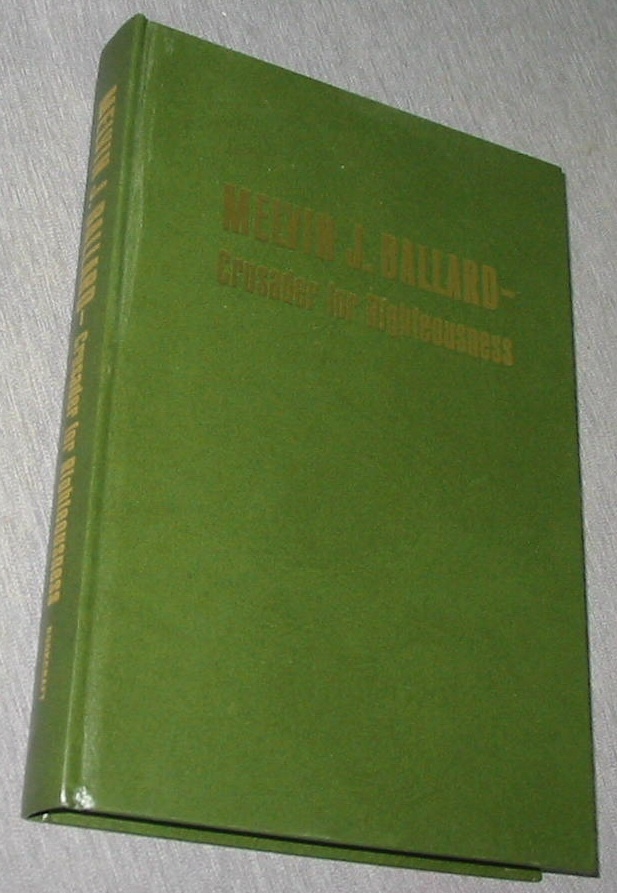 MELVIN J. BALLARD-
Crusader for Righteousness
MELVIN J. BALLARD- Crusader for Righteousness